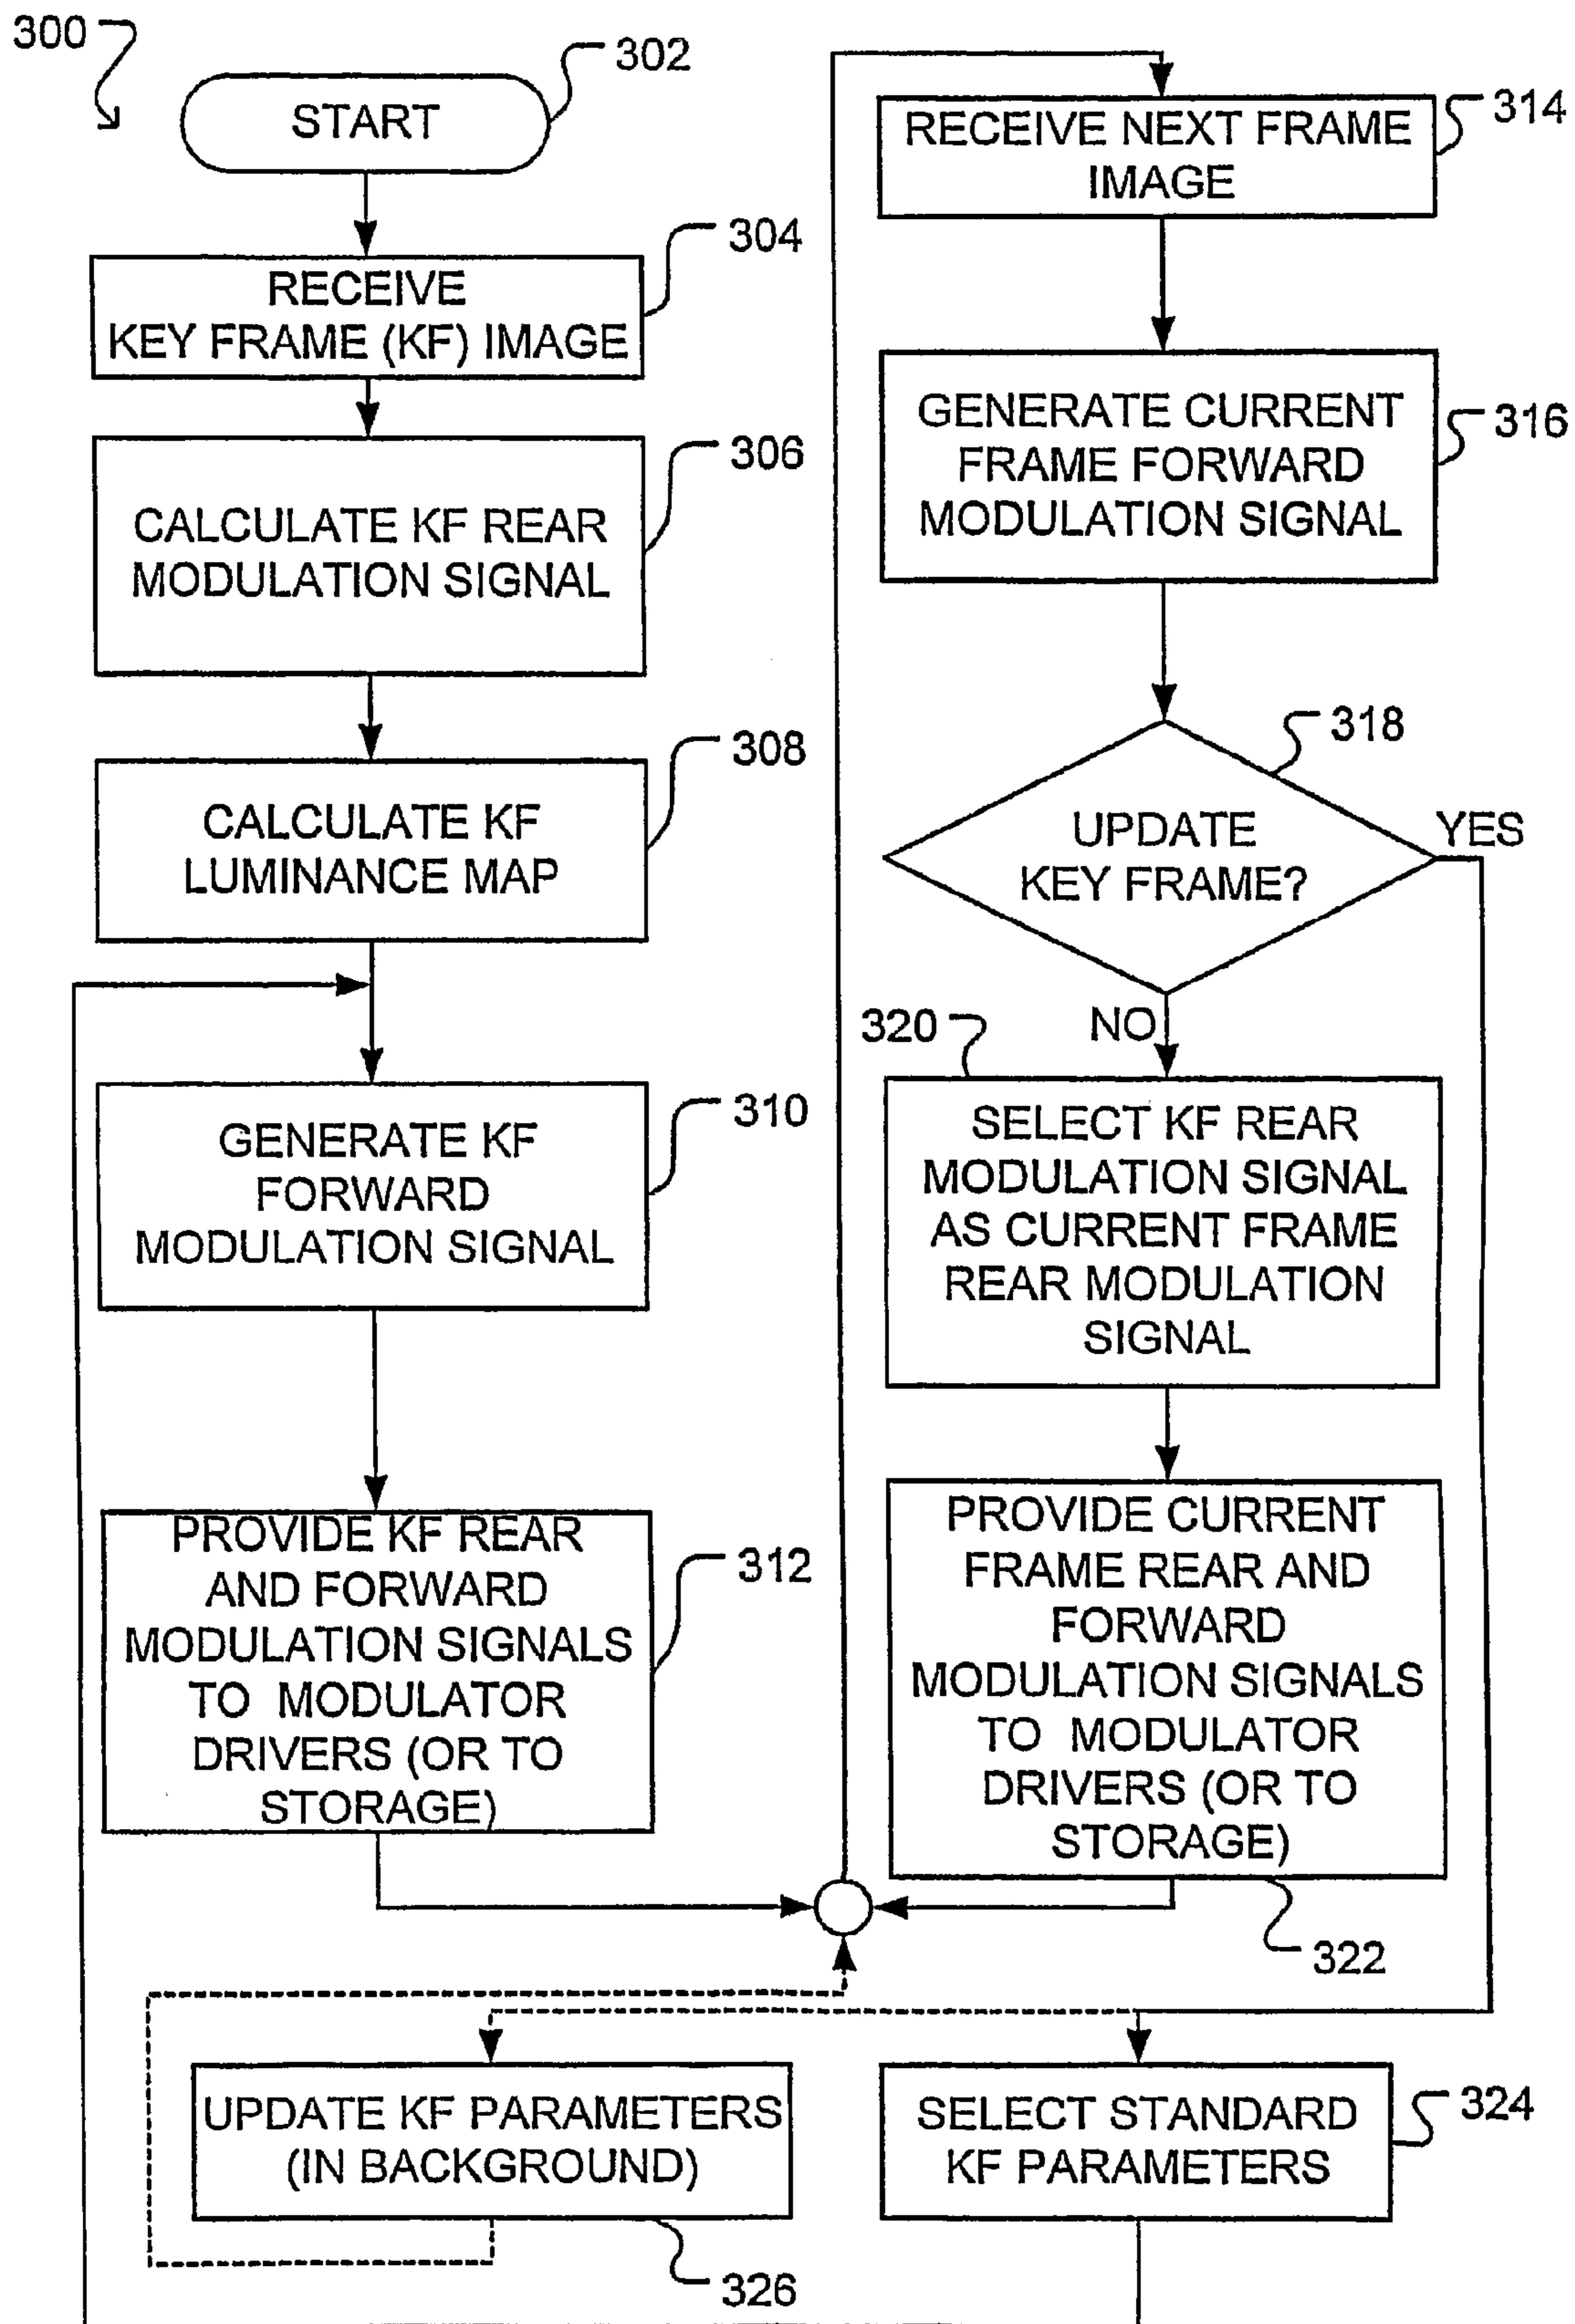 300
302
START
304
RECEIVE
KEY FRAME (KF) IMAGE
306
CALCULATE KF REAR
MODULATION SIGNAL
308
CALCULATE KF
LUMINANCE MAP
310
GENERATE KF
FORWARD
MODULATION SIGNAL
312
PROVIDE KF REAR
AND FORWARD
MODULATION SIGNALS
TO MODULATOR
DRIVERS (OR TO
STORAGE)
314
RECEIVE NEXT FRAME
IMAGE
316
GENERATE CURRENT
FRAME FORWARD
MODULATION SIGNAL
318
UPDATE
KEY FRAME?
YES
NO
320
SELECT KF REAR
MODULATION SIGNAL
AS CURRENT FRAME
REAR MODULATION
SIGNAL
PROVIDE CURRENT
FRAME REAR AND
FORWARD
MODULATION SIGNALS
TO MODULATOR
DRIVERS (OR TO
STORAGE)
322
UPDATE KF PARAMETERS
(IN BACKGROUND)
326
SELECT STANDARD
KF PARAMETERS
324